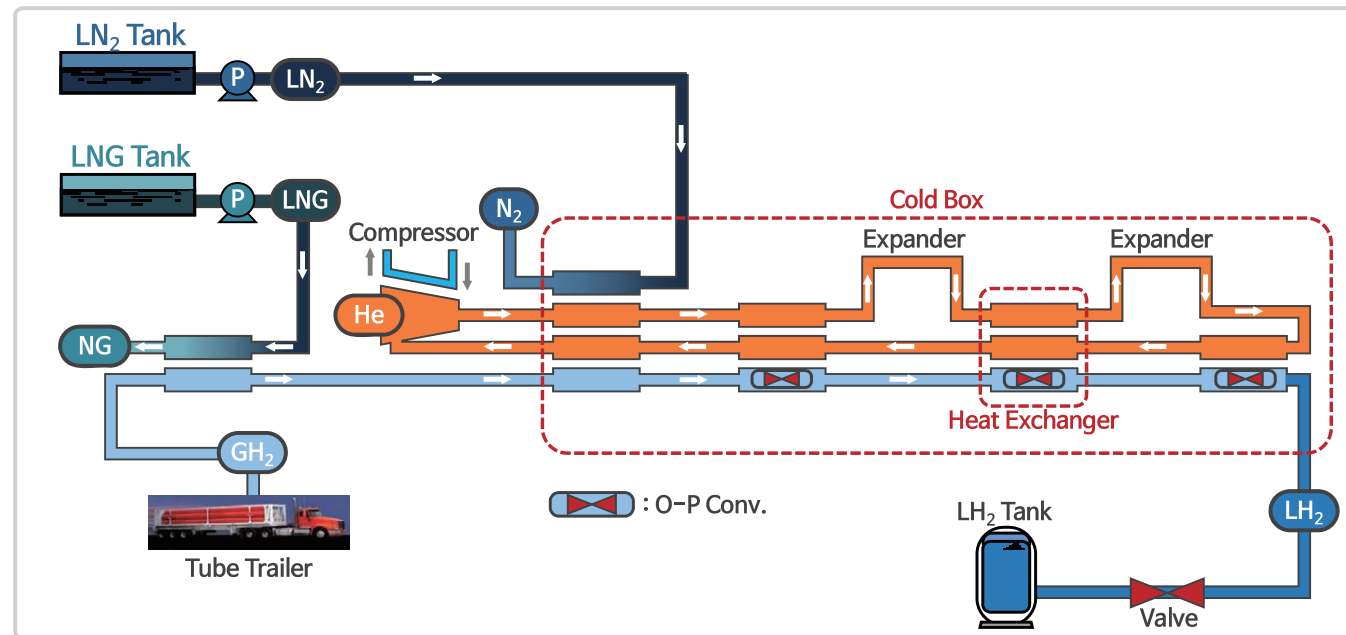 LN₂ Tank
P
LN₂
LNG Tank
P
LNG
N₂
Cold Box
Compressor
Expander
Expander
He
NG
Heat Exchanger
GH₂
: O-P Conv.
LH₂ Tank
LH₂
Tube Trailer
Valve